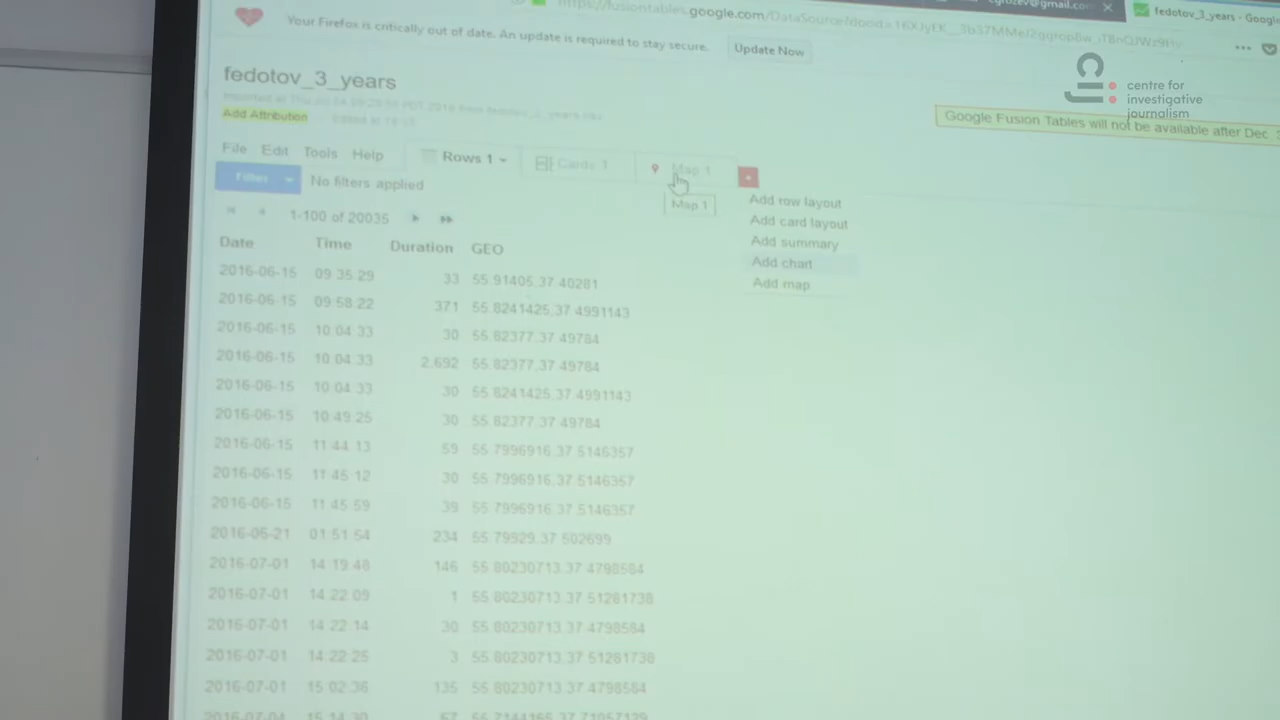 Your Firefox is critically out of date. An update is required to stay secure.
Update Now
fedotov_3_years - Google
fedotov_3_years
Add Attribution
centre for
investigative
journalism
Google Fusion Tables will not be available after Dec
File Edit Tools Help
Rows 1
Cards 1
Map 1
Filter
No filters applied
Map 1
Add row layout
Add card layout
Add summary
Add chart
Add map
1-100 of 20035
Date Time Duration GEO
2016-06-15 09 35 29 33 55.91405.37.40281
2016-06-15 09 58 22 371 55.8241425.37.4991143
2016-06-15 10 04 33 30 55.82377.37.49784
2016-06-15 10 04 33 2,692 55.82377.37.49784
2016-06-15 10 04 33 30 55.8241425.37.4991143
2016-06-15 10 49 25 30 55.82377.37.49784
2016-06-15 11 44 13 59 55.7996916.37.5146357
2016-06-15 11 45 12 30 55.7996916.37.5146357
2016-06-15 11 45 59 39 55.7996916.37.5146357
2016-06-21 01 51 54 234 55.79929.37.502699
2016-07-01 14 19 48 146 55.80230713.37.4798584
2016-07-01 14 22 09 1 55.80230713.37.51281738
2016-07-01 14 22 14 30 55.80230713.37.4798584
2016-07-01 14 22 25 3 55.80230713.37.51281738
2016-07-01 15 02 36 135 55.80230713.37.4798584